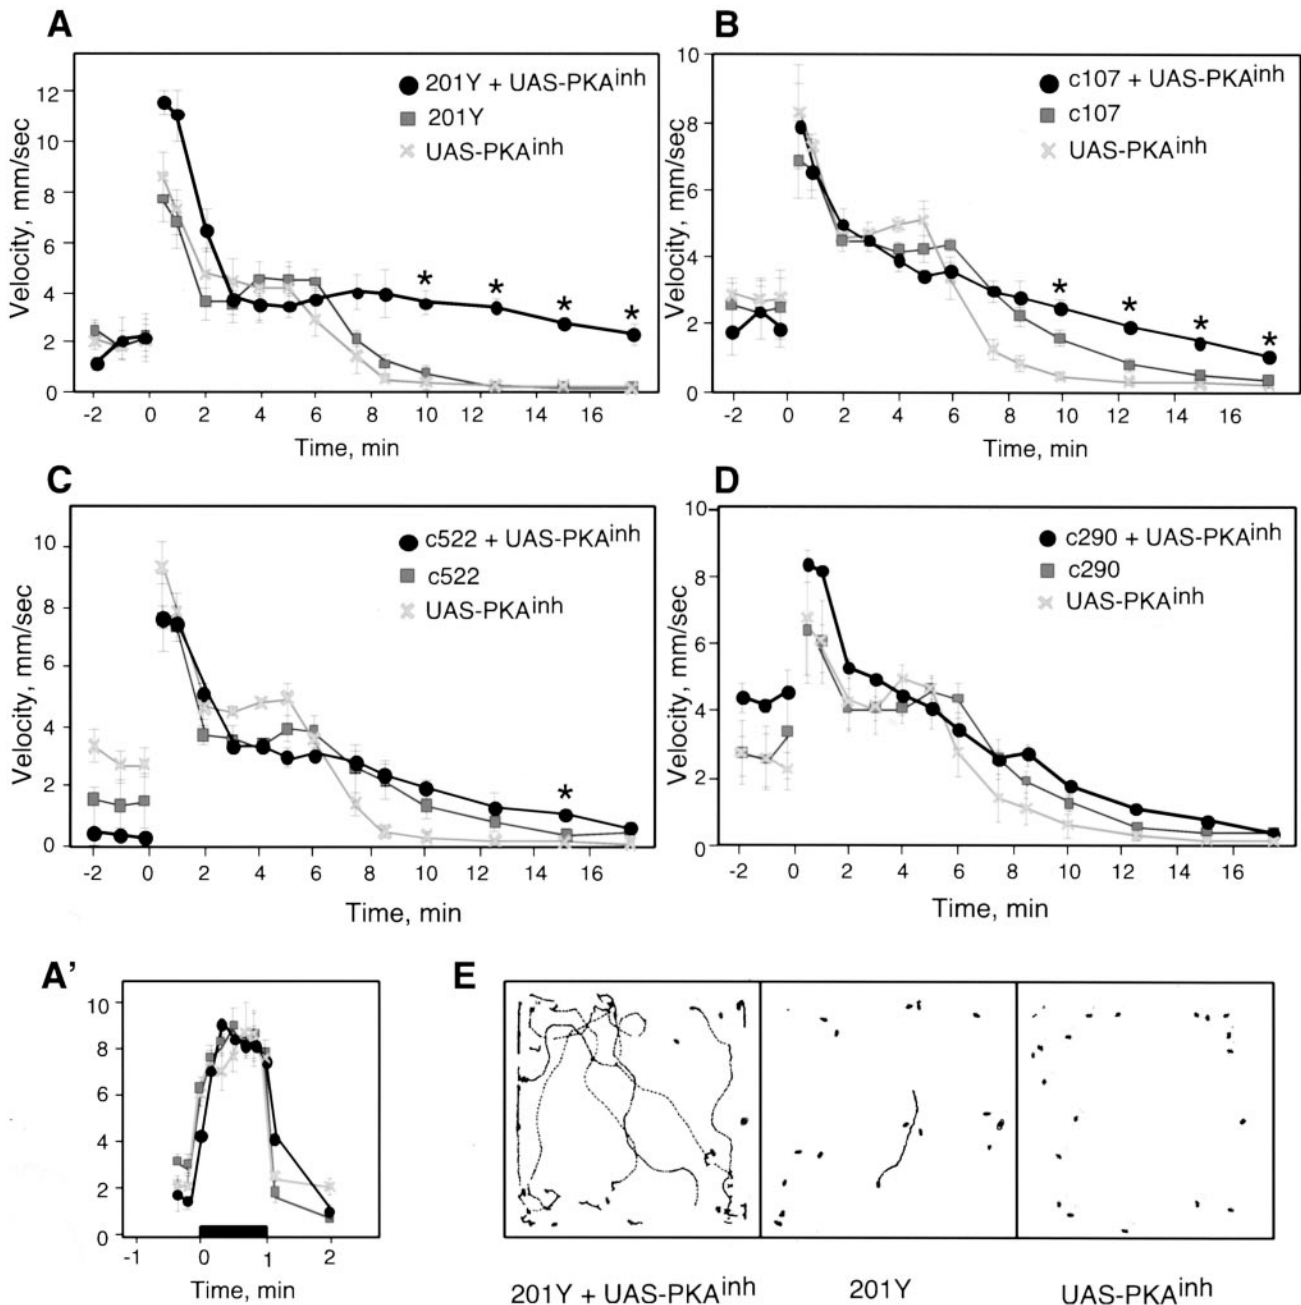 A
201Y + UAS-PKAinh
201Y
UAS-PKAinh
12
10
8
6
4
2
0
Velocity, mm/sec
-2 0 2 4 6 8 10 12 14 16
* * * *
Time, min
B
c107 + UAS-PKAinh
c107
UAS-PKAinh
10
8
6
4
2
0
Velocity, mm/sec
-2 0 2 4 6 8 10 12 14 16
* * * *
Time, min
C
c522 + UAS-PKAinh
c522
UAS-PKAinh
10
8
6
4
2
0
Velocity, mm/sec
-2 0 2 4 6 8 10 12 14 16
*
Time, min
D
c290 + UAS-PKAinh
c290
UAS-PKAinh
10
8
6
4
2
0
Velocity, mm/sec
-2 0 2 4 6 8 10 12 14 16
Time, min
A'
10
8
6
4
2
0
-1 0 1 2
Time, min
E
201Y + UAS-PKAinh
201Y
UAS-PKAinh